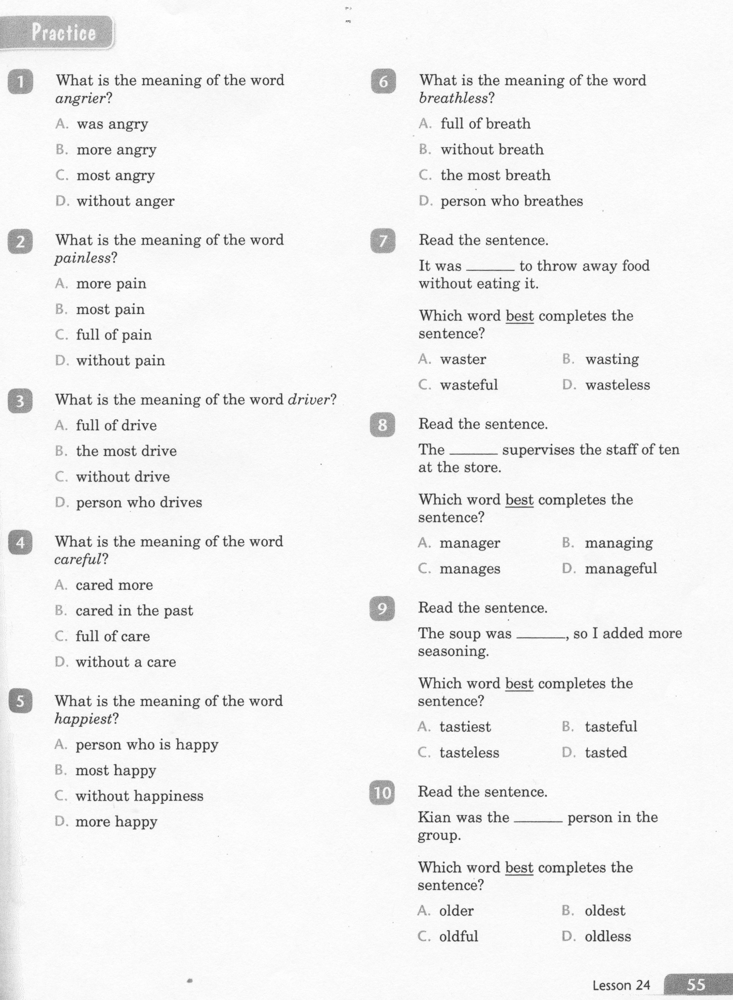 Practice
1
What is the meaning of the word
angrier?
A. was angry
B. more angry
C. most angry
D. without anger
2
What is the meaning of the word
painless?
A. more pain
B. most pain
C. full of pain
D. without pain
3
What is the meaning of the word driver?
A. full of drive
B. the most drive
C. without drive
D. person who drives
4
What is the meaning of the word
careful?
A. cared more
B. cared in the past
C. full of care
D. without a care
5
What is the meaning of the word
happiest?
A. person who is happy
B. most happy
C. without happiness
D. more happy
6
What is the meaning of the word
breathless?
A. full of breath
B. without breath
C. the most breath
D. person who breathes
7
Read the sentence.
It was ______ to throw away food
without eating it.
Which word best completes the
sentence?
A. waster B. wasting
C. wasteful D. wasteless
8
Read the sentence.
The ______ supervises the staff of ten
at the store.
Which word best completes the
sentence?
A. manager B. managing
C. manages D. manageful
9
Read the sentence.
The soup was ______, so I added more
seasoning.
Which word best completes the
sentence?
A. tastiest B. tasteful
C. tasteless D. tasted
10
Read the sentence.
Kian was the ______ person in the
group.
Which word best completes the
sentence?
A. older B. oldest
C. oldful D. oldless
Lesson 24 55